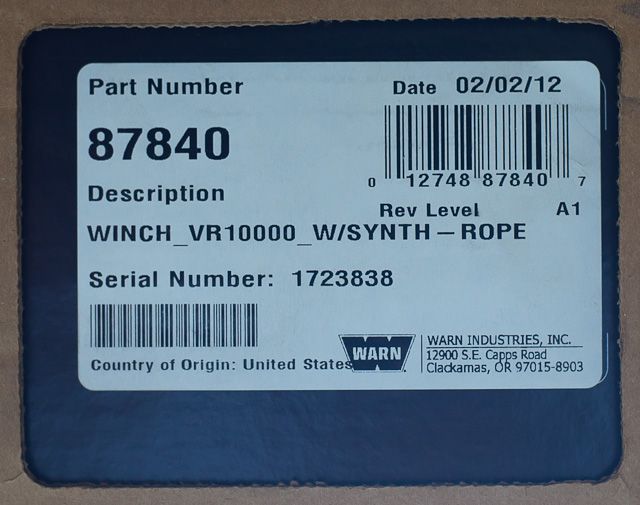 Part Number
Date 02/02/12
87840
0 12748 87840 7
Description
Rev Level A1
WINCH_VR10000_W/SYNTH-ROPE
Serial Number: 1723838
Country of Origin: United States
WARN
WARN INDUSTRIES, INC.
12900 S.E. Capps Road
Clackamas, OR 97015-8903